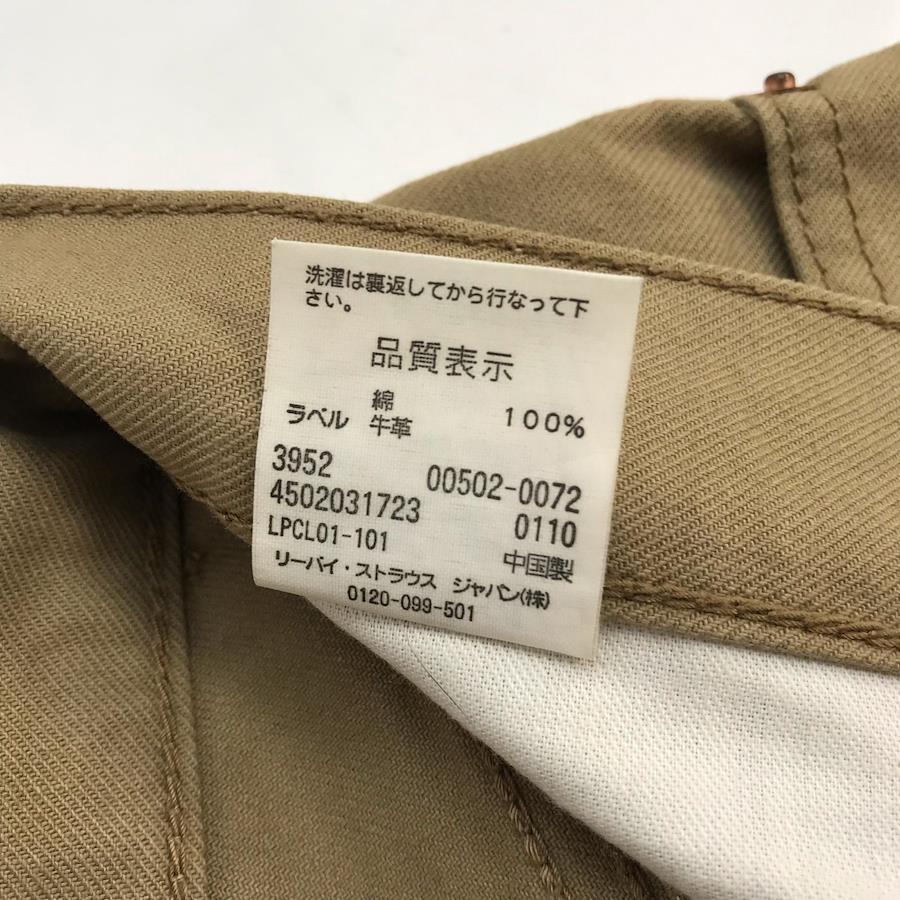 洗濯は裏返してから行なって下
さい。
品質表示
綿 100%
ラベル 牛革
3952 00502-0072
4502031723 0110
LPCL01-101 中国製
リーバイ・ストラウス ジャパン(株)
0120-099-501